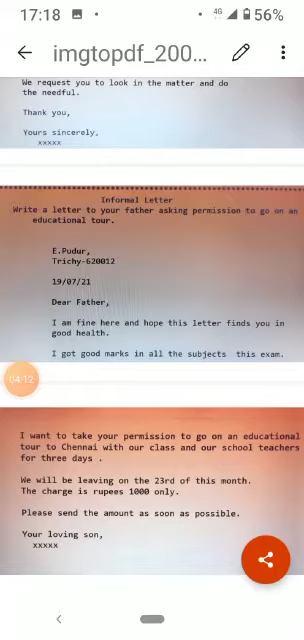 17:18
4G
56%
imgtopdf_200...
We request you to look in the matter and do
the needful.
Thank you,
Yours sincerely,
xxxxx
Informal Letter
Write a letter to your father asking permission to go on an
educational tour.
E.Pudur,
Trichy-620012
19/07/21
Dear Father,
I am fine here and hope this letter finds you in
good health.
I got good marks in all the subjects this exam.
04:12
I want to take your permission to go on an educational
tour to Chennai with our class and our school teachers
for three days .
We will be leaving on the 23rd of this month.
The charge is rupees 1000 only.
Please send the amount as soon as possible.
Your loving son,
xxxxx